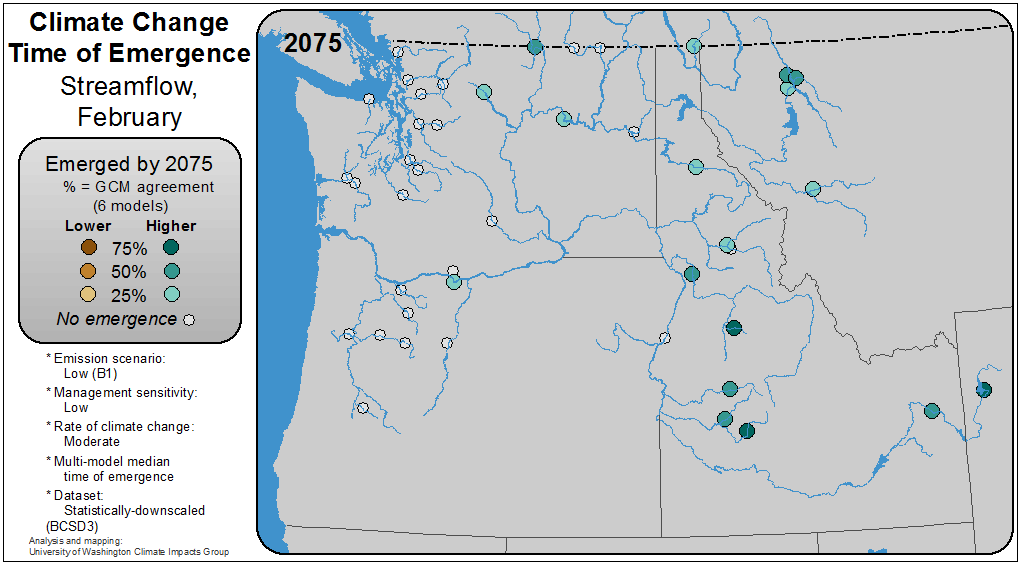 Climate Change
Time of Emergence
Streamflow,
February
2075
Emerged by 2075
% = GCM agreement
(6 models)
Lower Higher
75%
50%
25%
No emergence
* Emission scenario:
Low (B1)
* Management sensitivity:
Low
* Rate of climate change:
Moderate
* Multi-model median
time of emergence
* Dataset:
Statistically-downscaled
(BCSD3)
Analysis and mapping:
University of Washington Climate Impacts Group